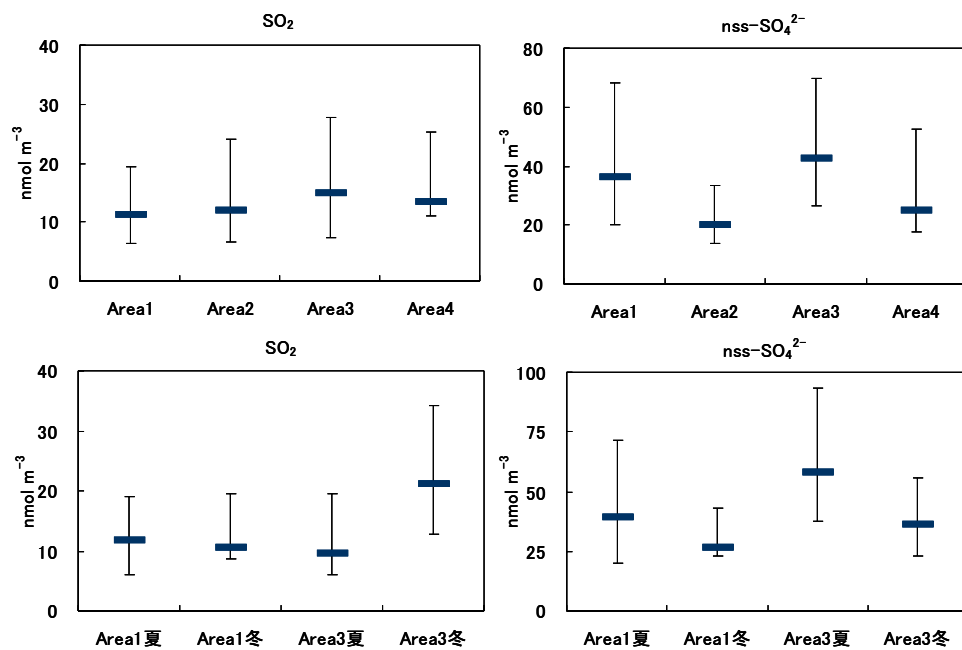 SO₂
nmol m⁻³
40
30
20
10
0
Area1 Area2 Area3 Area4
nss-SO₄²⁻
nmol m⁻³
80
60
40
20
0
Area1 Area2 Area3 Area4
SO₂
nmol m⁻³
40
30
20
10
0
Area1夏 Area1冬 Area3夏 Area3冬
nss-SO₄²⁻
nmol m⁻³
100
75
50
25
0
Area1夏 Area1冬 Area3夏 Area3冬